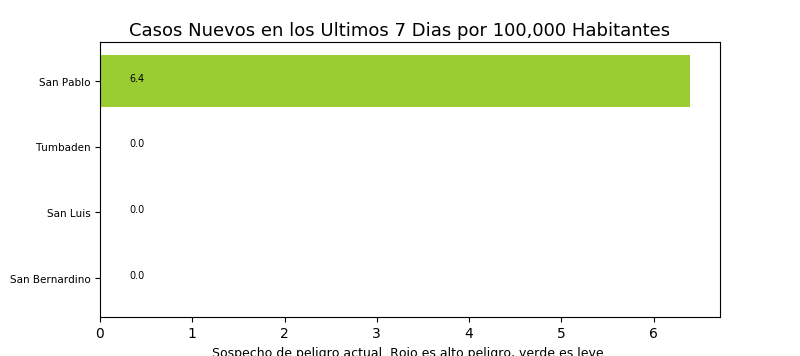 Casos Nuevos en los Ultimos 7 Dias por 100,000 Habitantes
San Pablo 6.4
Tumbaden 0.0
San Luis 0.0
San Bernardino 0.0
0 1 2 3 4 5 6
Sospecho de peligro actual. Rojo es alto peligro, verde es leve